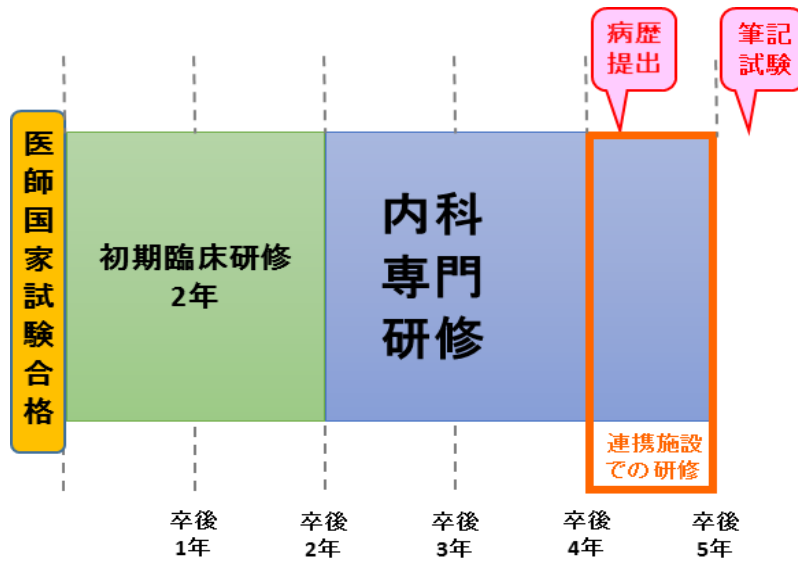 病歴
提出
筆記
試験
医師国家試験合格
初期臨床研修
2年
内科
専門
研修
連携施設
での研修
卒後
1年
卒後
2年
卒後
3年
卒後
4年
卒後
5年